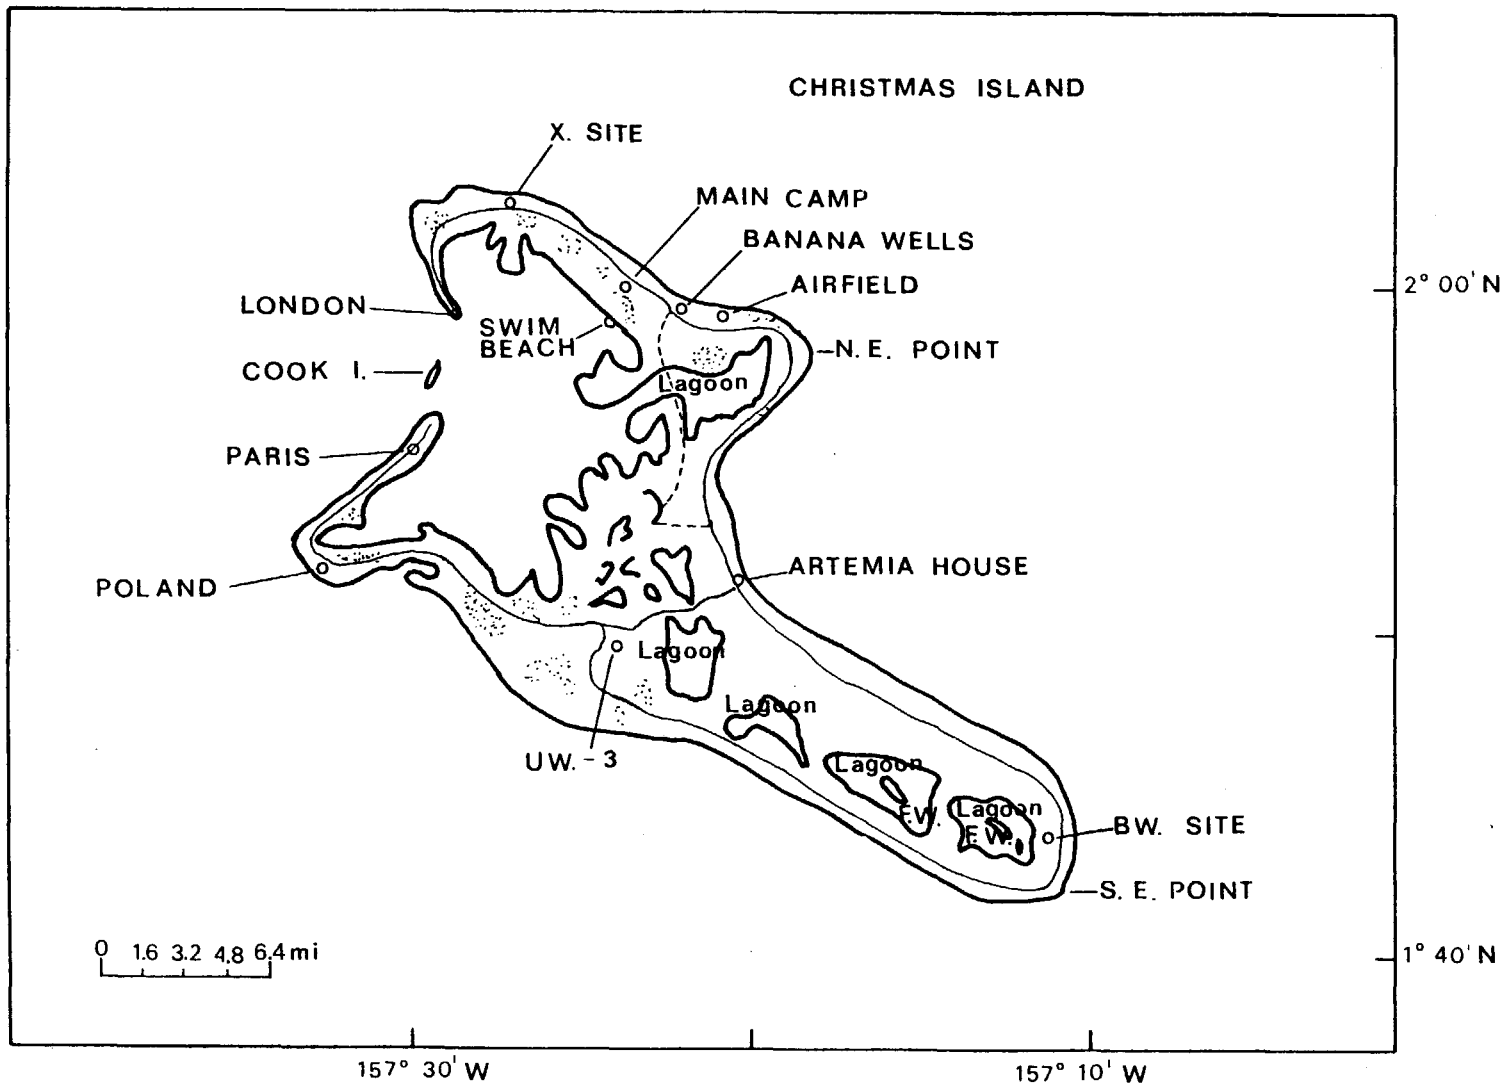 CHRISTMAS ISLAND
X. SITE
MAIN CAMP
BANANA WELLS
AIRFIELD
2° 00' N
LONDON
SWIM
BEACH
N. E. POINT
COOK I.
Lagoon
PARIS
ARTEMIA HOUSE
POLAND
Lagoon
Lagoon
UW. - 3
Lagoon
F.W.
Lagoon
F.W.
BW. SITE
S. E. POINT
0 1.6 3.2 4.8 6.4 mi
1° 40' N
157° 30' W
157° 10' W